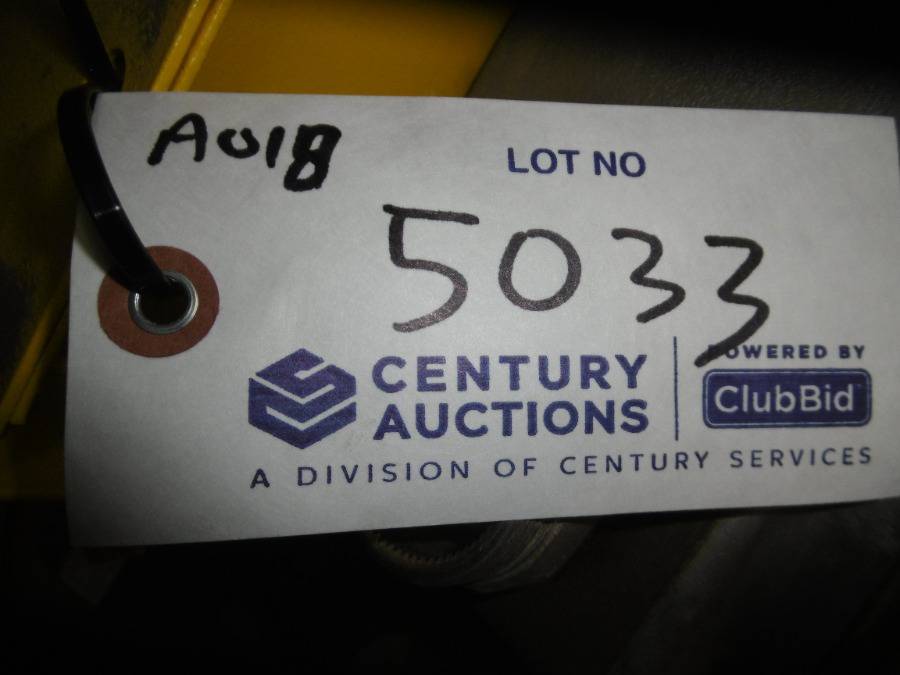 A018
LOT NO
5033
CENTURY
AUCTIONS
POWERED BY
ClubBid
A DIVISION OF CENTURY SERVICES